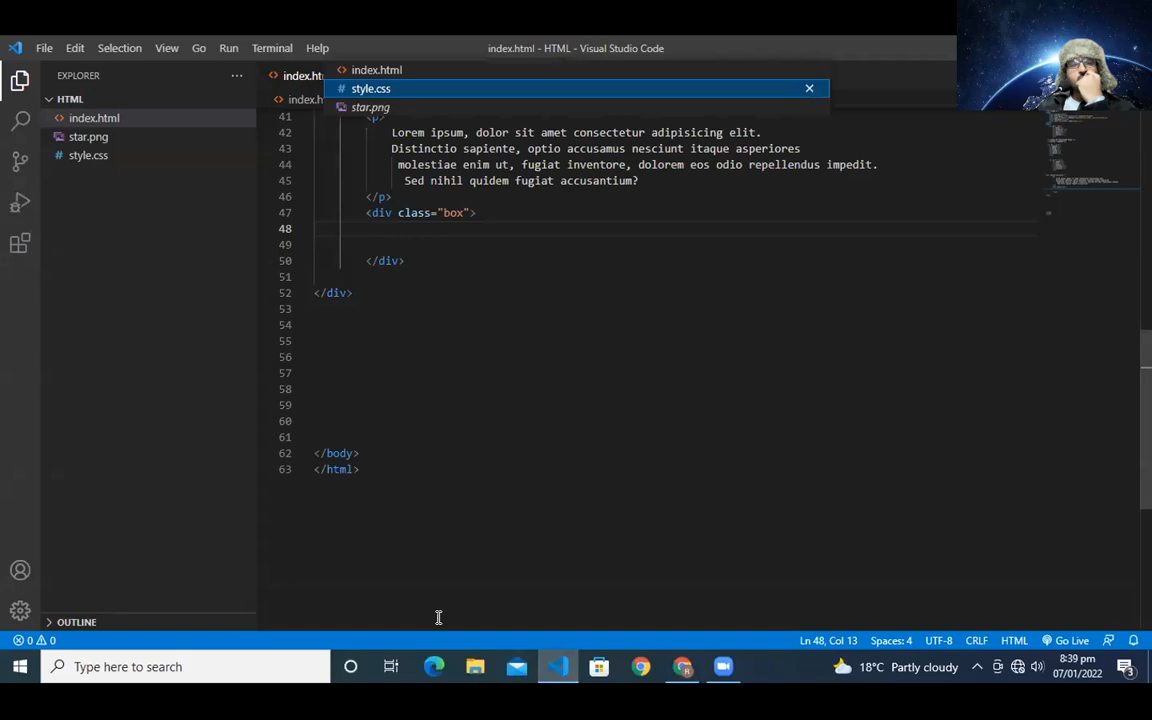 File Edit Selection View Go Run Terminal Help
index.html - HTML - Visual Studio Code
EXPLORER
HTML
index.html
star.png
style.css
OUTLINE
index.ht
index.html
# style.css
star.png
index.h
41 <p>
42 Lorem ipsum, dolor sit amet consectetur adipisicing elit.
43 Distinctio sapiente, optio accusamus nesciunt itaque asperiores
44 molestiae enim ut, fugiat inventore, dolorem eos odio repellendus impedit.
45 Sed nihil quidem fugiat accusantium?
46 </p>
47 <div class="box">
48
49
50 </div>
51
52 </div>
53
54
55
56
57
58
59
60
61
62 </body>
63 </html>
0 0
Ln 48, Col 13 Spaces: 4 UTF-8 CRLF HTML Go Live
Type here to search
18°C Partly cloudy
8:39 pm
07/01/2022
3